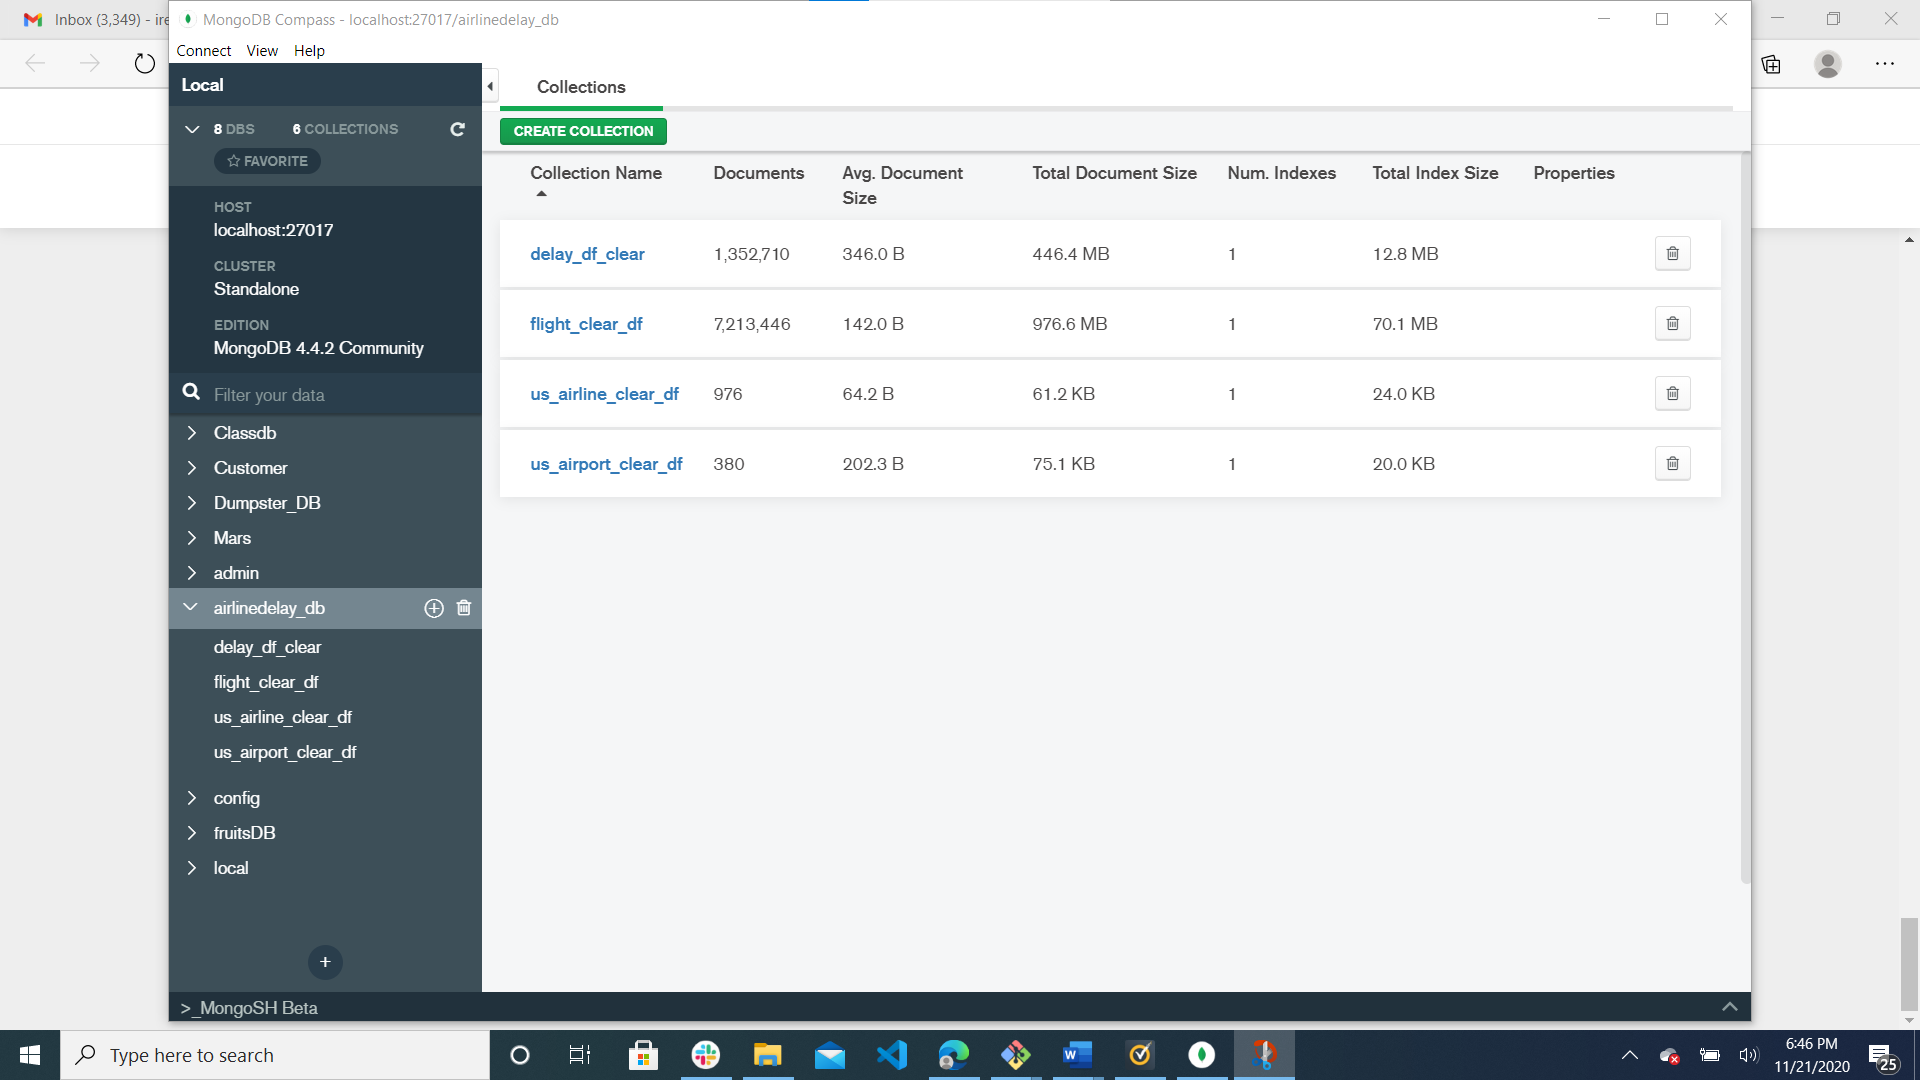 Inbox (3,349) - ire
MongoDB Compass - localhost:27017/airlinedelay_db
Connect View Help
Local
Collections
8 DBS 6 COLLECTIONS
FAVORITE
CREATE COLLECTION
Collection Name Documents Avg. Document Size Total Document Size Num. Indexes Total Index Size Properties
delay_df_clear 1,352,710 346.0 B 446.4 MB 1 12.8 MB
flight_clear_df 7,213,446 142.0 B 976.6 MB 1 70.1 MB
us_airline_clear_df 976 64.2 B 61.2 KB 1 24.0 KB
us_airport_clear_df 380 202.3 B 75.1 KB 1 20.0 KB
HOST
localhost:27017
CLUSTER
Standalone
EDITION
MongoDB 4.4.2 Community
Filter your data
Classdb
Customer
Dumpster_DB
Mars
admin
airlinedelay_db
delay_df_clear
flight_clear_df
us_airline_clear_df
us_airport_clear_df
config
fruitsDB
local
>_MongoSH Beta
Type here to search
6:46 PM
11/21/2020
25